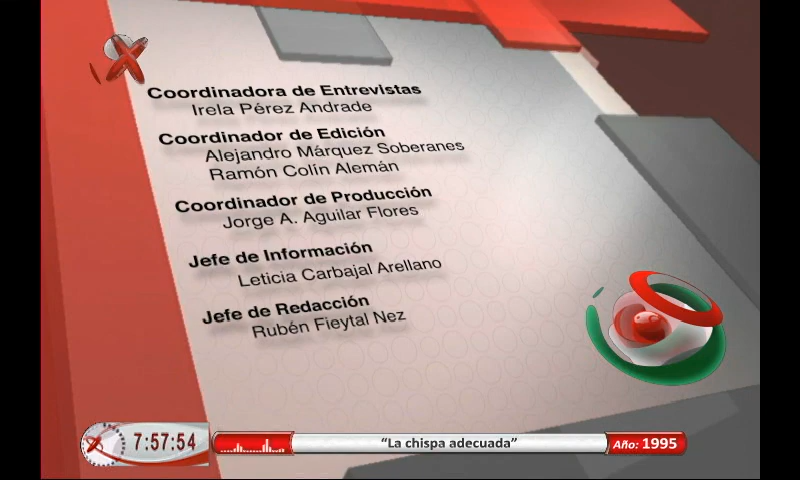 Coordinadora de Entrevistas
Irela Pérez Andrade
Coordinador de Edición
Alejandro Márquez Soberanes
Ramón Colín Alemán
Coordinador de Producción
Jorge A. Aguilar Flores
Jefe de Información
Leticia Carbajal Arellano
Jefe de Redacción
Rubén Fieytal Nez
7:57:54
“La chispa adecuada”
Año: 1995